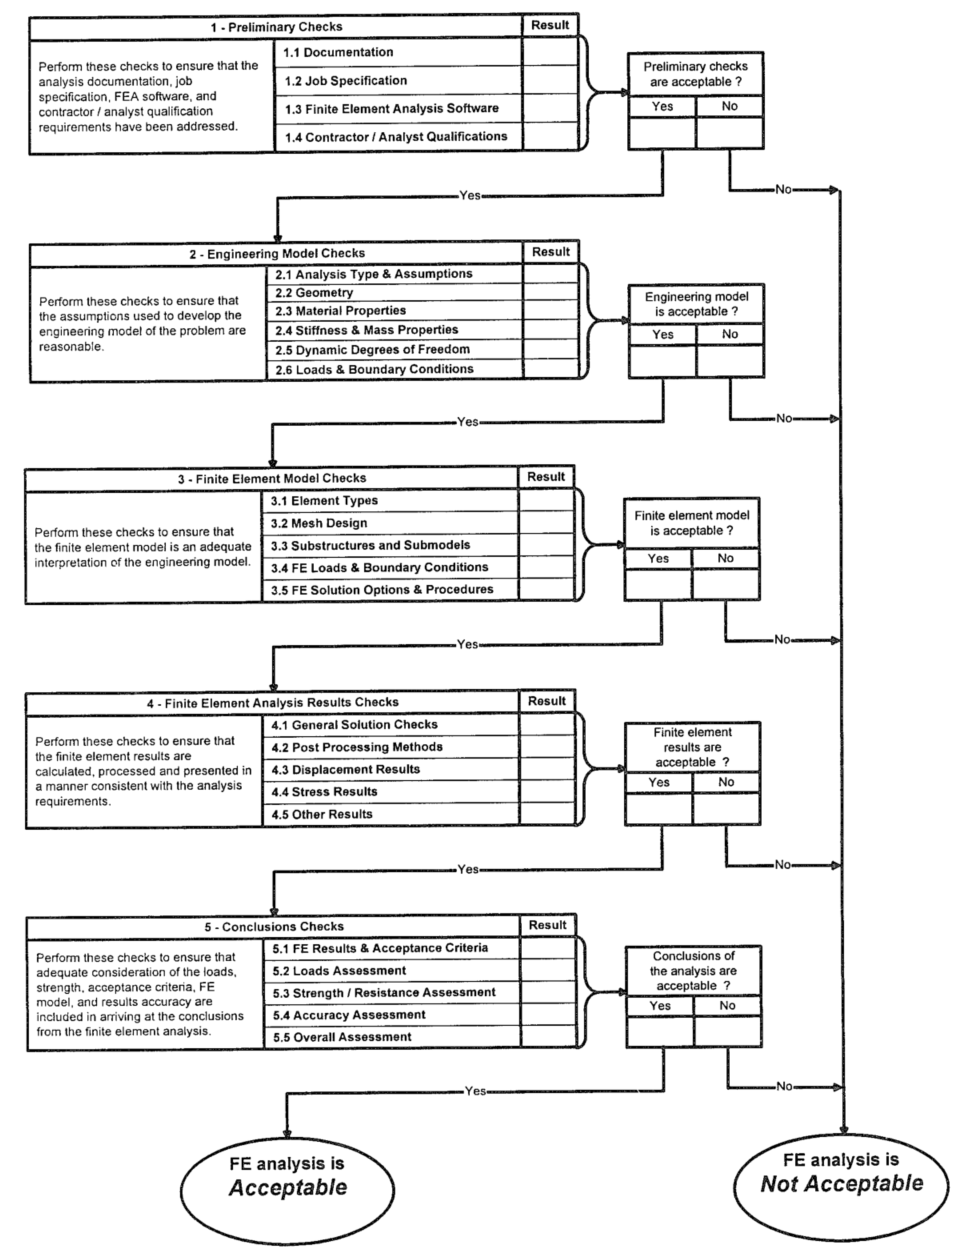 1 - Preliminary Checks
Result
Perform these checks to ensure that the
analysis documentation, job
specification, FEA software, and
contractor / analyst qualification
requirements have been addressed.
1.1 Documentation
1.2 Job Specification
1.3 Finite Element Analysis Software
1.4 Contractor / Analyst Qualifications
Preliminary checks
are acceptable ?
Yes
No
Yes
No
2 - Engineering Model Checks
Result
Perform these checks to ensure that
the assumptions used to develop the
engineering model of the problem are
reasonable.
2.1 Analysis Type & Assumptions
2.2 Geometry
2.3 Material Properties
2.4 Stiffness & Mass Properties
2.5 Dynamic Degrees of Freedom
2.6 Loads & Boundary Conditions
Engineering model
is acceptable ?
Yes
No
Yes
No
3 - Finite Element Model Checks
Result
Perform these checks to ensure that
the finite element model is an adequate
interpretation of the engineering model.
3.1 Element Types
3.2 Mesh Design
3.3 Substructures and Submodels
3.4 FE Loads & Boundary Conditions
3.5 FE Solution Options & Procedures
Finite element model
is acceptable ?
Yes
No
Yes
No
4 - Finite Element Analysis Results Checks
Result
Perform these checks to ensure that
the finite element results are
calculated, processed and presented in
a manner consistent with the analysis
requirements.
4.1 General Solution Checks
4.2 Post Processing Methods
4.3 Displacement Results
4.4 Stress Results
4.5 Other Results
Finite element
results are
acceptable ?
Yes
No
Yes
No
5 - Conclusions Checks
Result
Perform these checks to ensure that
adequate consideration of the loads,
strength, acceptance criteria, FE
model, and results accuracy are
included in arriving at the conclusions
from the finite element analysis.
5.1 FE Results & Acceptance Criteria
5.2 Loads Assessment
5.3 Strength / Resistance Assessment
5.4 Accuracy Assessment
5.5 Overall Assessment
Conclusions of
the analysis are
acceptable ?
Yes
No
Yes
No
FE analysis is
Acceptable
FE analysis is
Not Acceptable